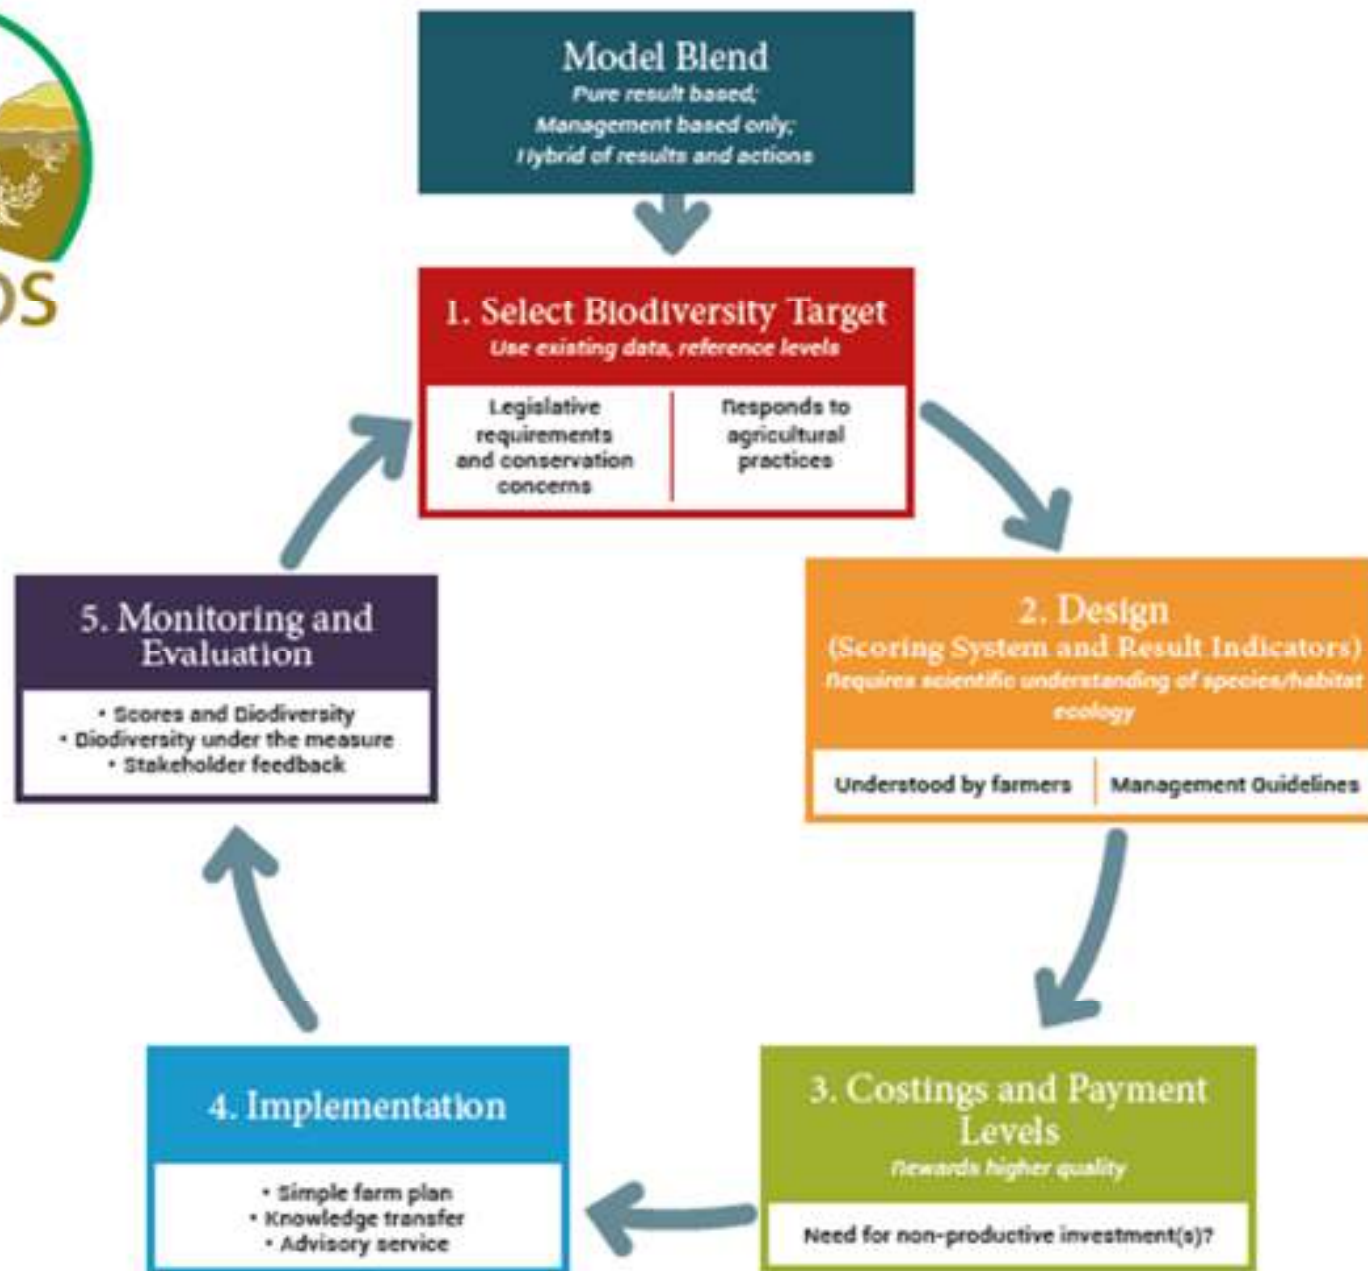 Model Blend
Pure result based;
Management based only;
Hybrid of results and actions
OS
1. Select Biodiversity Target
Use existing data, reference levels
Legislative
requirements
and conservation
concerns
Responds to
agricultural
practices
2. Design
(Scoring System and Result Indicators)
Requires scientific understanding of species/habitat
ecology
Understood by farmers
Management Guidelines
3. Costings and Payment
Levels
Rewards higher quality
Need for non-productive investment(s)?
4. Implementation
• Simple farm plan
• Knowledge transfer
• Advisory service
5. Monitoring and
Evaluation
• Scores and Biodiversity
• Biodiversity under the measure
• Stakeholder feedback